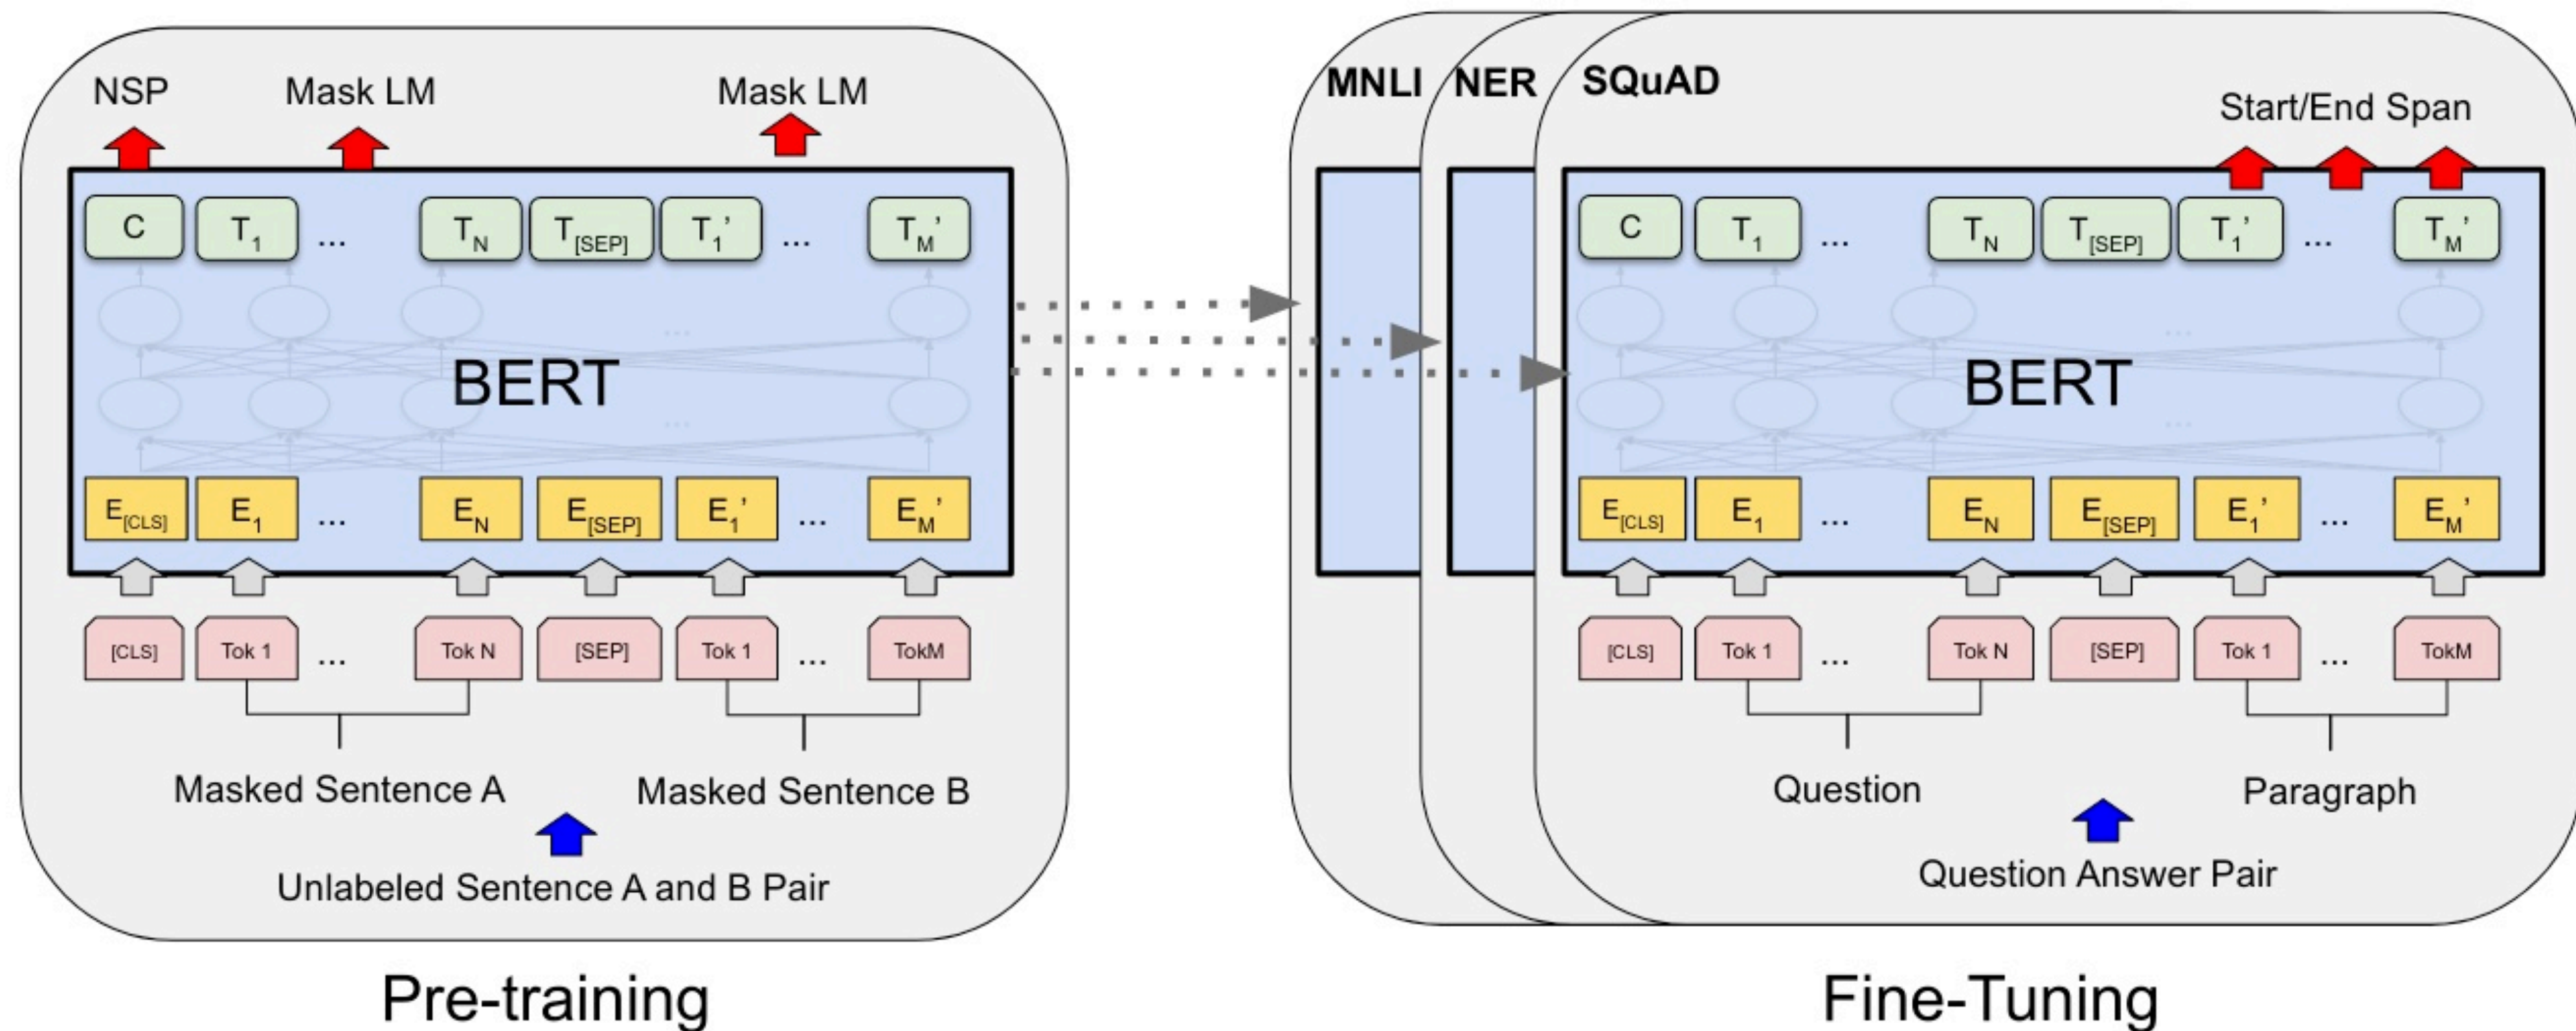 NSP Mask LM Mask LM
C T1 ... TN T[SEP] T1’ ... TM’
...
BERT
...
E[CLS] E1 ... EN E[SEP] E1’ ... EM’
[CLS] Tok 1 ... Tok N [SEP] Tok 1 ... TokM
Masked Sentence A Masked Sentence B
Unlabeled Sentence A and B Pair
Pre-training
MNLI NER SQuAD
Start/End Span
C T1 ... TN T[SEP] T1’ ... TM’
...
BERT
...
E[CLS] E1 ... EN E[SEP] E1’ ... EM’
[CLS] Tok 1 ... Tok N [SEP] Tok 1 ... TokM
Question Paragraph
Question Answer Pair
Fine-Tuning